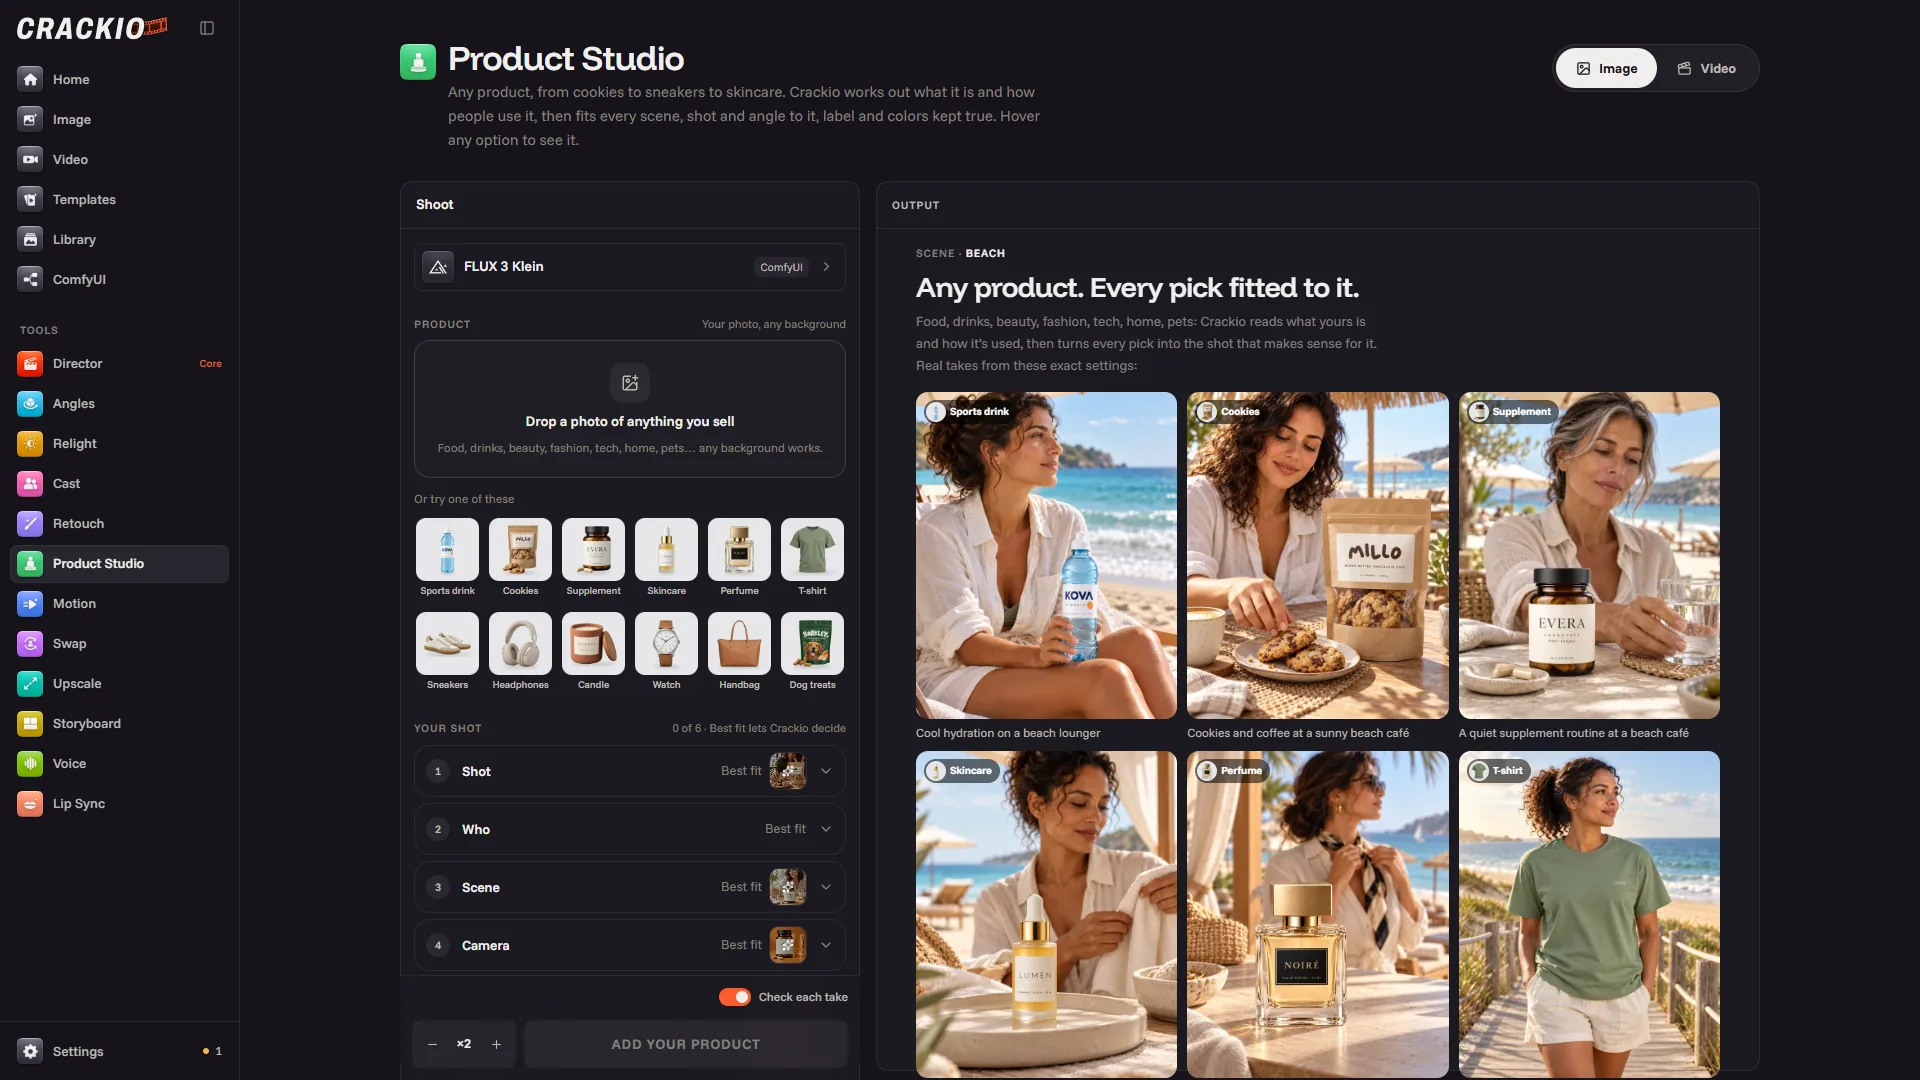 CRACKIO
Home
Image
Video
Templates
Library
ComfyUI
TOOLS
Director
Core
Angles
Relight
Cast
Retouch
Product Studio
Motion
Swap
Upscale
Storyboard
Voice
Lip Sync
Settings
1
Product Studio
Any product, from cookies to sneakers to skincare. Crackio works out what it is and how
people use it, then fits every scene, shot and angle to it, label and colors kept true. Hover
any option to see it.
Image
Video
Shoot
FLUX 3 Klein
ComfyUI
PRODUCT
Your photo, any background
Drop a photo of anything you sell
Food, drinks, beauty, fashion, tech, home, pets... any background works.
Or try one of these
KOVA
MILLO
EVERA
NOIRÉ
Sports drink
Cookies
Supplement
Skincare
Perfume
T-shirt
BARKLEY
Sneakers
Headphones
Candle
Watch
Handbag
Dog treats
YOUR SHOT
0 of 6 · Best fit lets Crackio decide
1
Shot
Best fit
2
Who
Best fit
3
Scene
Best fit
4
Camera
Best fit
Check each take
− ×2 +
ADD YOUR PRODUCT
OUTPUT
SCENE · BEACH
Any product. Every pick fitted to it.
Food, drinks, beauty, fashion, tech, home, pets: Crackio reads what yours is
and how it's used, then turns every pick into the shot that makes sense for it.
Real takes from these exact settings:
Sports drink
KOVA
Cool hydration on a beach lounger
Cookies
MILLO
Cookies and coffee at a sunny beach café
Supplement
EVERA
A quiet supplement routine at a beach café
Skincare
LUMEN
Perfume
NOIRÉ
T-shirt